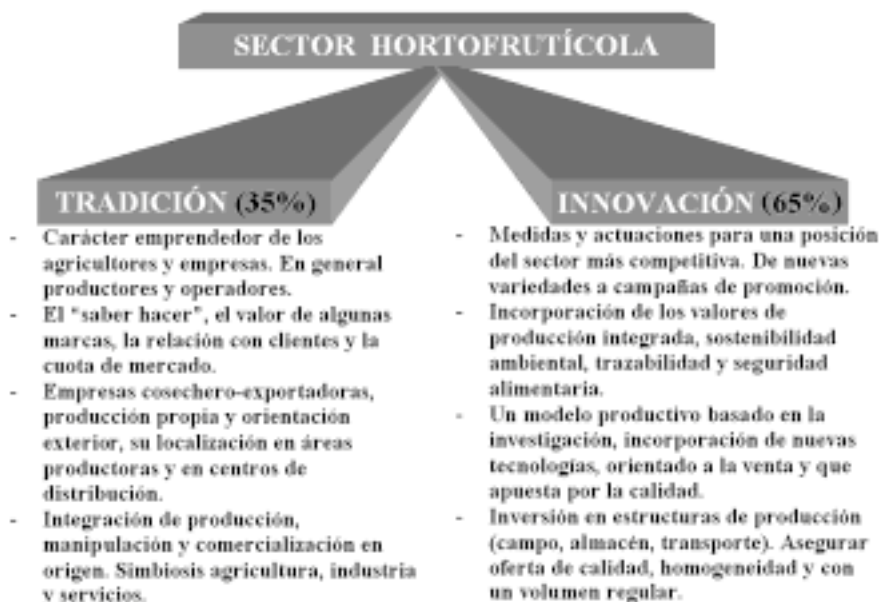 SECTOR HORTOFRUTÍCOLA
TRADICIÓN (35%)
- Carácter emprendedor de los
agricultores y empresas. En general
productores y operadores.
- El "saber hacer", el valor de algunas
marcas, la relación con clientes y la
cuota de mercado.
- Empresas cosechero-exportadoras,
producción propia y orientación
exterior, su localización en áreas
productoras y en centros de
distribución.
- Integración de producción,
manipulación y comercialización en
origen. Simbiosis agricultura, industria
y servicios.
INNOVACIÓN (65%)
- Medidas y actuaciones para una posición
del sector más competitiva. De nuevas
variedades a campañas de promoción.
- Incorporación de los valores de
producción integrada, sostenibilidad
ambiental, trazabilidad y seguridad
alimentaria.
- Un modelo productivo basado en la
investigación, incorporación de nuevas
tecnologías, orientado a la venta y que
apuesta por la calidad.
- Inversión en estructuras de producción
(campo, almacén, transporte). Asegurar
oferta de calidad, homogeneidad y con
un volumen regular.